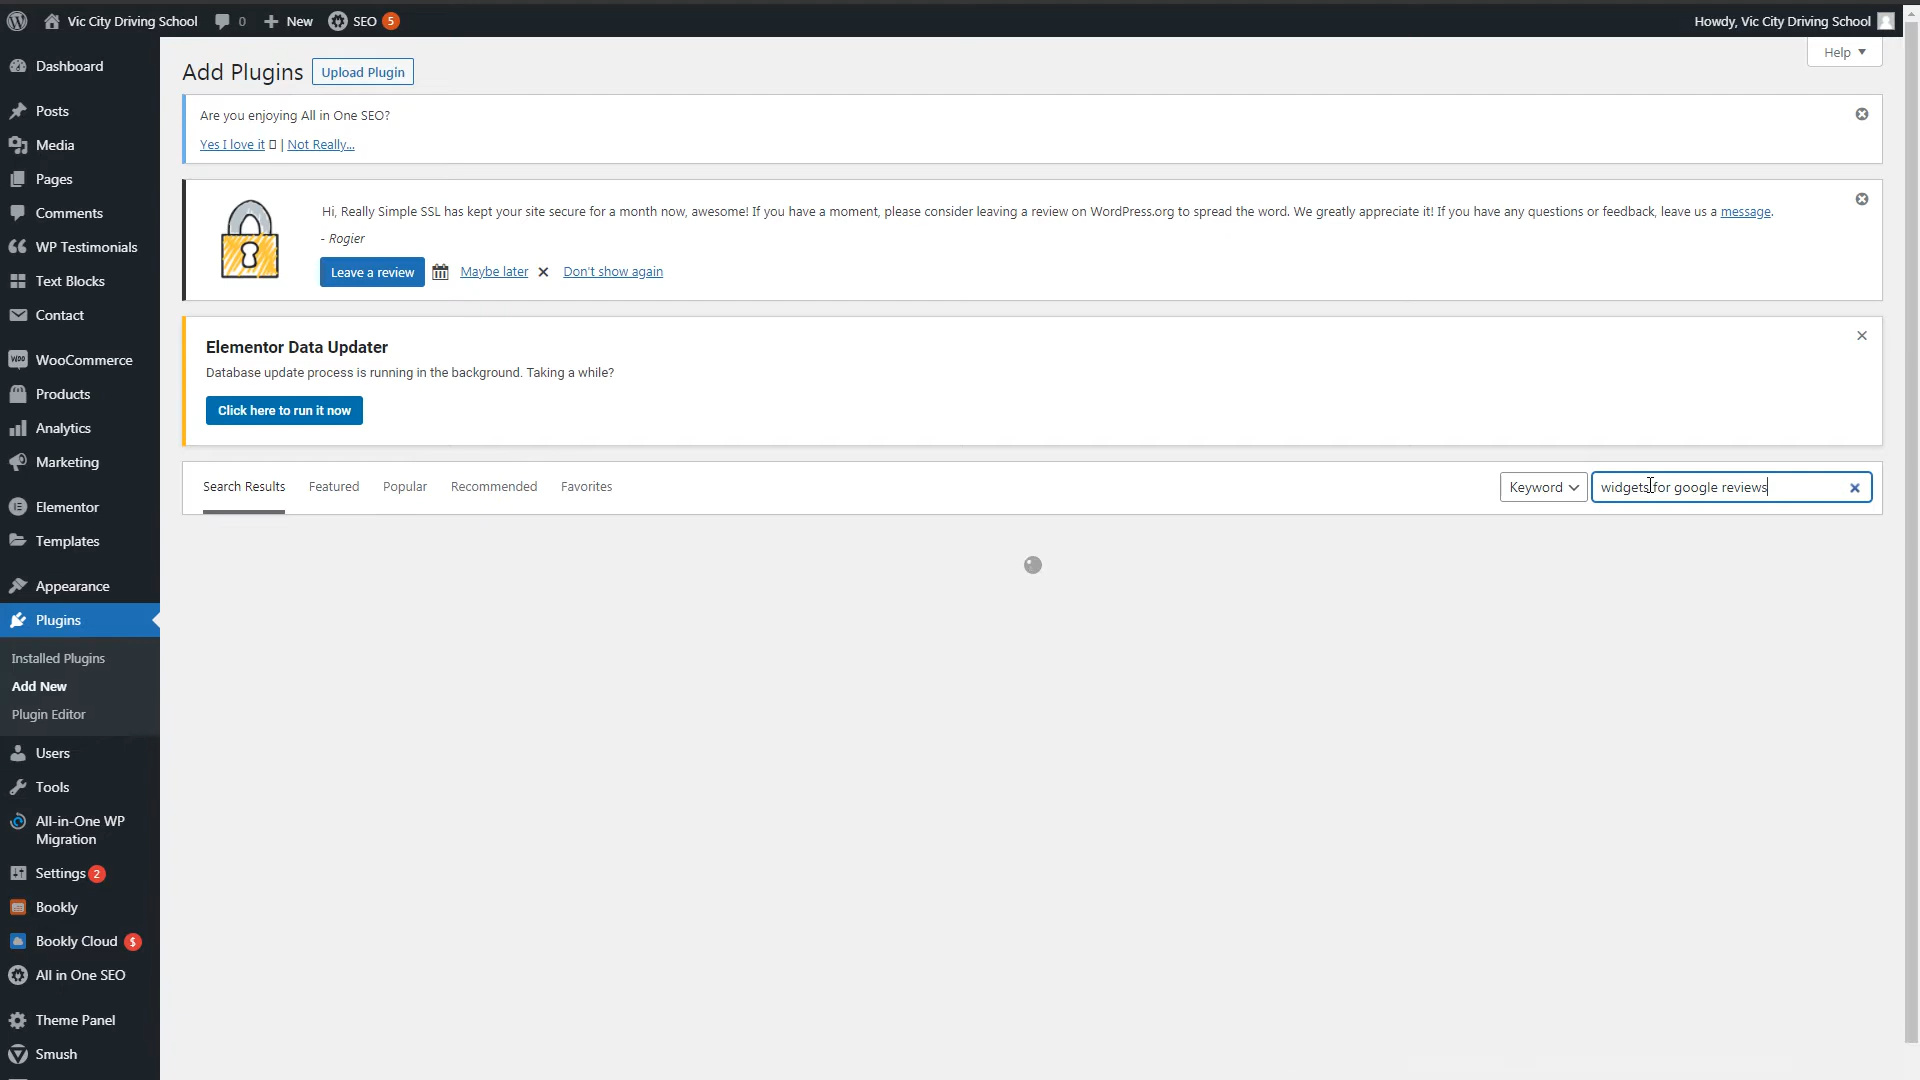 Vic City Driving School
0
New
SEO 5
Howdy, Vic City Driving School
Help
Dashboard
Posts
Media
Pages
Comments
WP Testimonials
Text Blocks
Contact
WooCommerce
Products
Analytics
Marketing
Elementor
Templates
Appearance
Plugins
Installed Plugins
Add New
Plugin Editor
Users
Tools
All-in-One WP
Migration
Settings 2
Bookly
Bookly Cloud $
All in One SEO
Theme Panel
Smush
Add Plugins
Upload Plugin
Are you enjoying All in One SEO?
Yes I love it | Not Really...
Hi, Really Simple SSL has kept your site secure for a month now, awesome! If you have a moment, please consider leaving a review on WordPress.org to spread the word. We greatly appreciate it! If you have any questions or feedback, leave us a message.
- Rogier
Leave a review Maybe later Don't show again
Elementor Data Updater
Database update process is running in the background. Taking a while?
Click here to run it now
Search Results Featured Popular Recommended Favorites Keyword widgets for google reviews